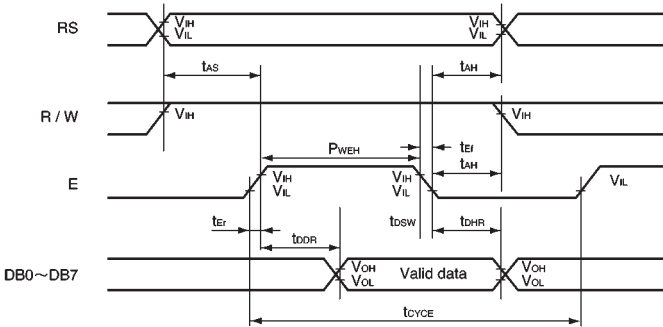 RS
VIH
VIL
VIH
VIL
tAS
tAH
R / W
VIH
VIH
PWEH
tEf
tAH
E
VIH
VIL
VIH
VIL
VIL
tEr
tDDR
tDSW
tDHR
DB0～DB7
VOH
VOL
Valid data
VOH
VOL
tCYCE